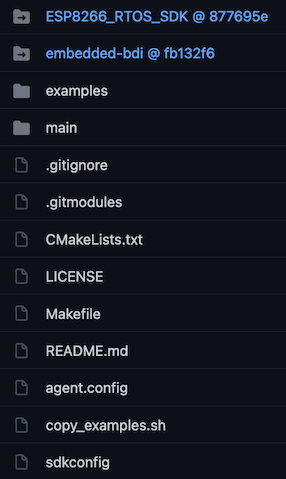 ESP8266_RTOS_SDK @ 877695e
embedded-bdi @ fb132f6
examples
main
.gitignore
.gitmodules
CMakeLists.txt
LICENSE
Makefile
README.md
agent.config
copy_examples.sh
sdkconfig